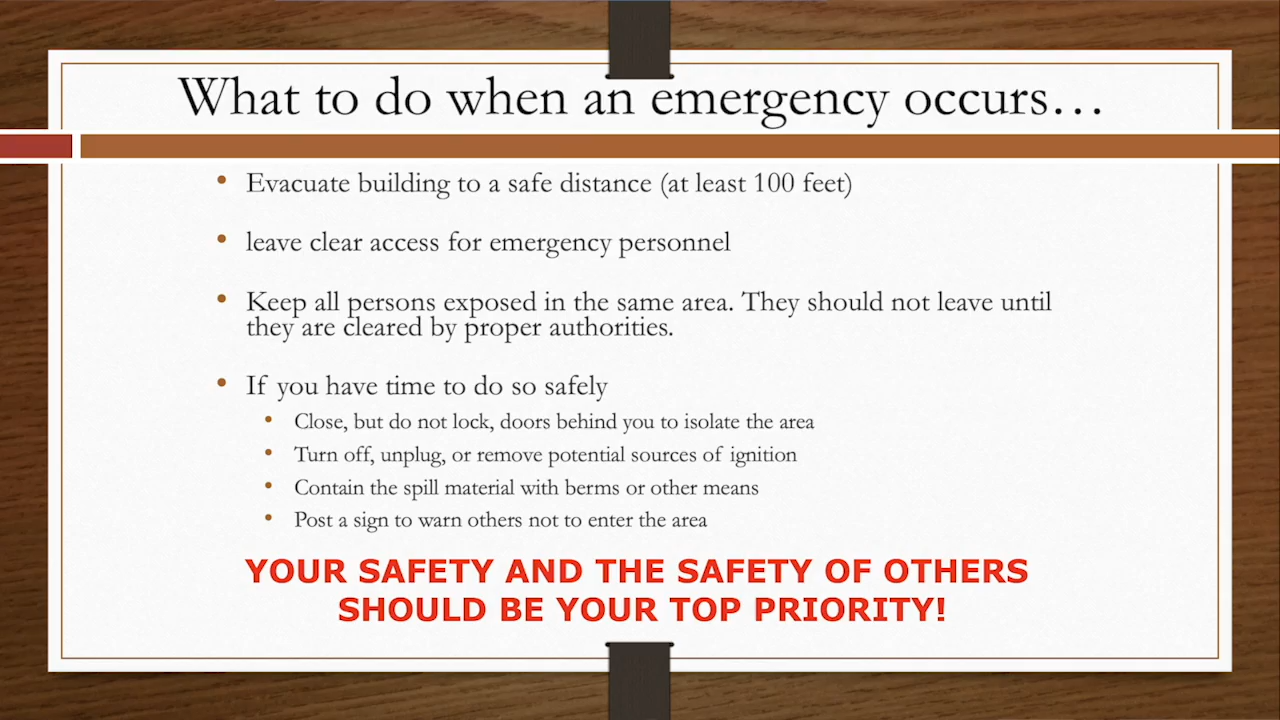 What to do when an emergency occurs…
• Evacuate building to a safe distance (at least 100 feet)
• leave clear access for emergency personnel
• Keep all persons exposed in the same area. They should not leave until
they are cleared by proper authorities.
• If you have time to do so safely
• Close, but do not lock, doors behind you to isolate the area
• Turn off, unplug, or remove potential sources of ignition
• Contain the spill material with berms or other means
• Post a sign to warn others not to enter the area
YOUR SAFETY AND THE SAFETY OF OTHERS
SHOULD BE YOUR TOP PRIORITY!